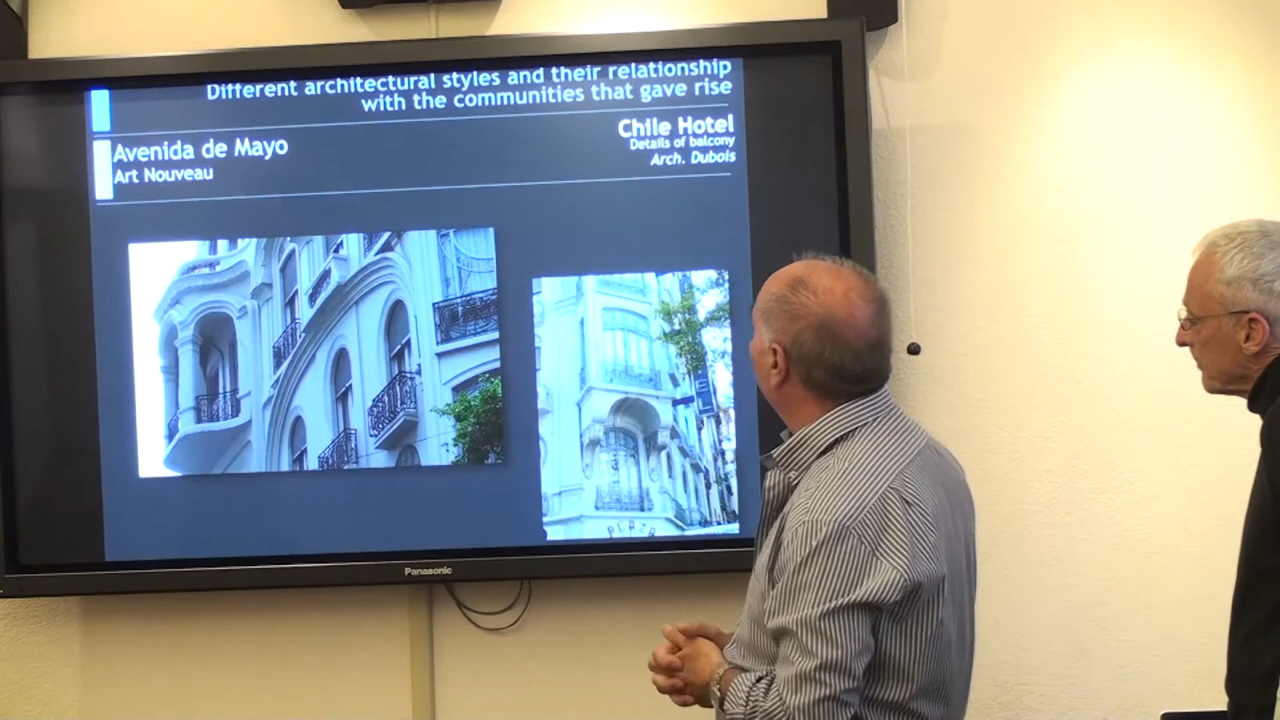 Different architectural styles and their relationship
with the communities that gave rise
Avenida de Mayo
Art Nouveau
Chile Hotel
Details of balcony
Arch. Dubois
PLAZA
Panasonic